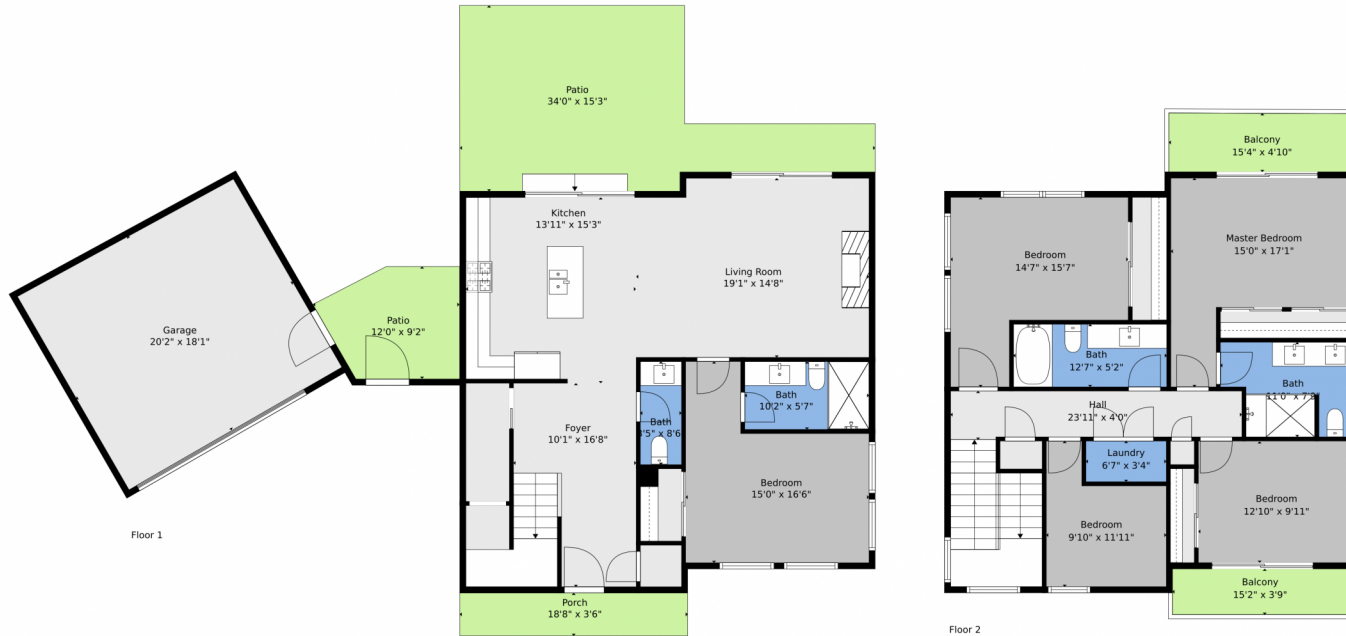 Patio
34'0" x 15'3"
Kitchen
13'11" x 15'3"
Living Room
19'1" x 14'8"
Garage
20'2" x 18'1"
Patio
12'0" x 9'2"
Foyer
10'1" x 16'8"
Bath
Bath
10'2" x 5'7"
Bedroom
15'0" x 16'6"
Porch
18'8" x 3'6"
Floor 1
Balcony
15'4" x 4'10"
Master Bedroom
15'0" x 17'1"
Bedroom
14'7" x 15'7"
Bath
12'7" x 5'2"
Bath
Hall
23'11" x 4'0"
Laundry
6'7" x 3'4"
Bedroom
12'10" x 9'11"
Bedroom
9'10" x 11'11"
Balcony
15'2" x 3'9"
Floor 2